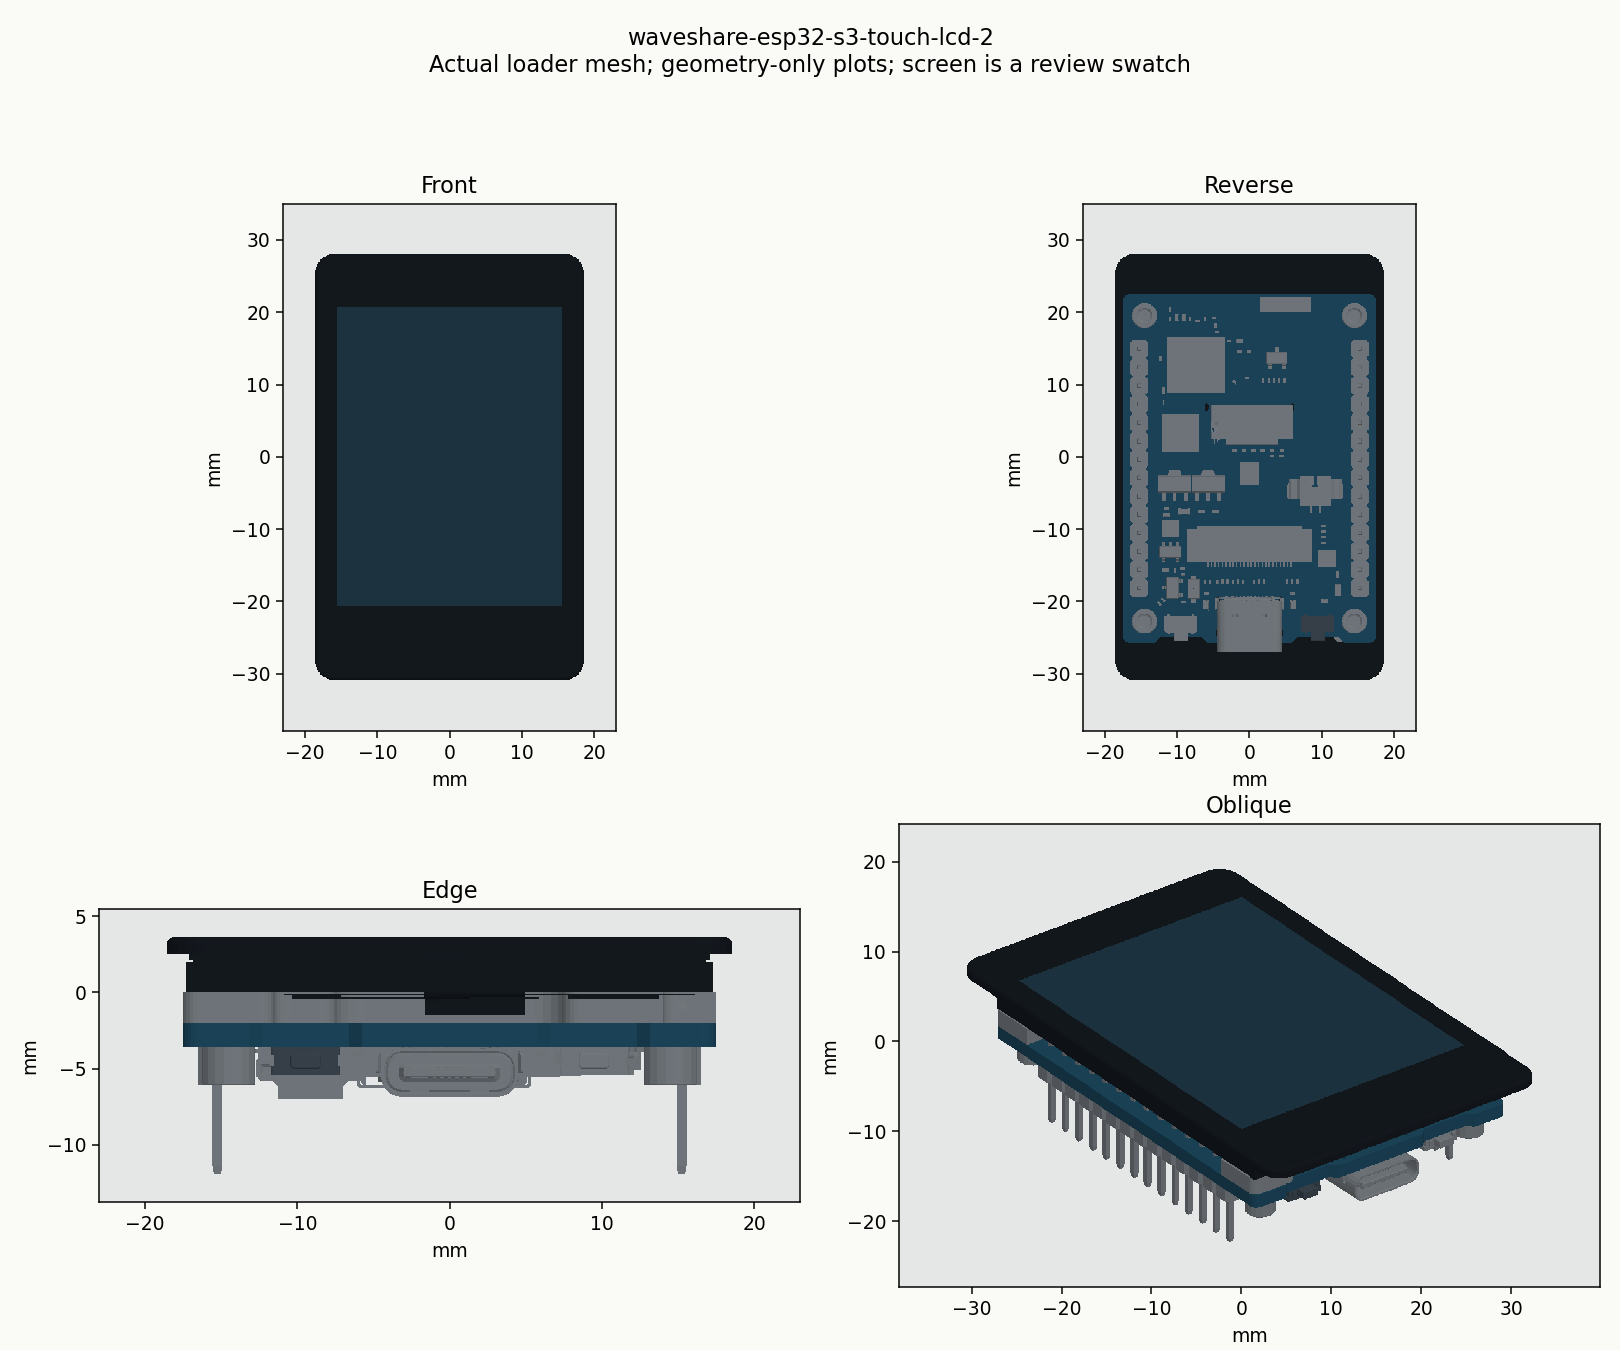 waveshare-esp32-s3-touch-lcd-2
Actual loader mesh; geometry-only plots; screen is a review swatch
Front
30
20
10
0
−10
−20
−30
mm
−20 −10 0 10 20
mm
Reverse
30
20
10
0
−10
−20
−30
mm
−20 −10 0 10 20
mm
Edge
5
0
−5
−10
mm
−20 −10 0 10 20
mm
Oblique
20
10
0
−10
−20
mm
−30 −20 −10 0 10 20 30
mm